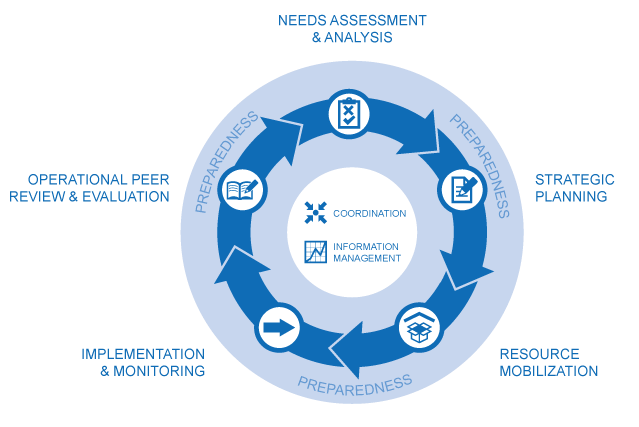 NEEDS ASSESSMENT
& ANALYSIS
PREPAREDNESS
PREPAREDNESS
OPERATIONAL PEER
REVIEW & EVALUATION
STRATEGIC
PLANNING
COORDINATION
INFORMATION
MANAGEMENT
IMPLEMENTATION
& MONITORING
RESOURCE
MOBILIZATION
PREPAREDNESS